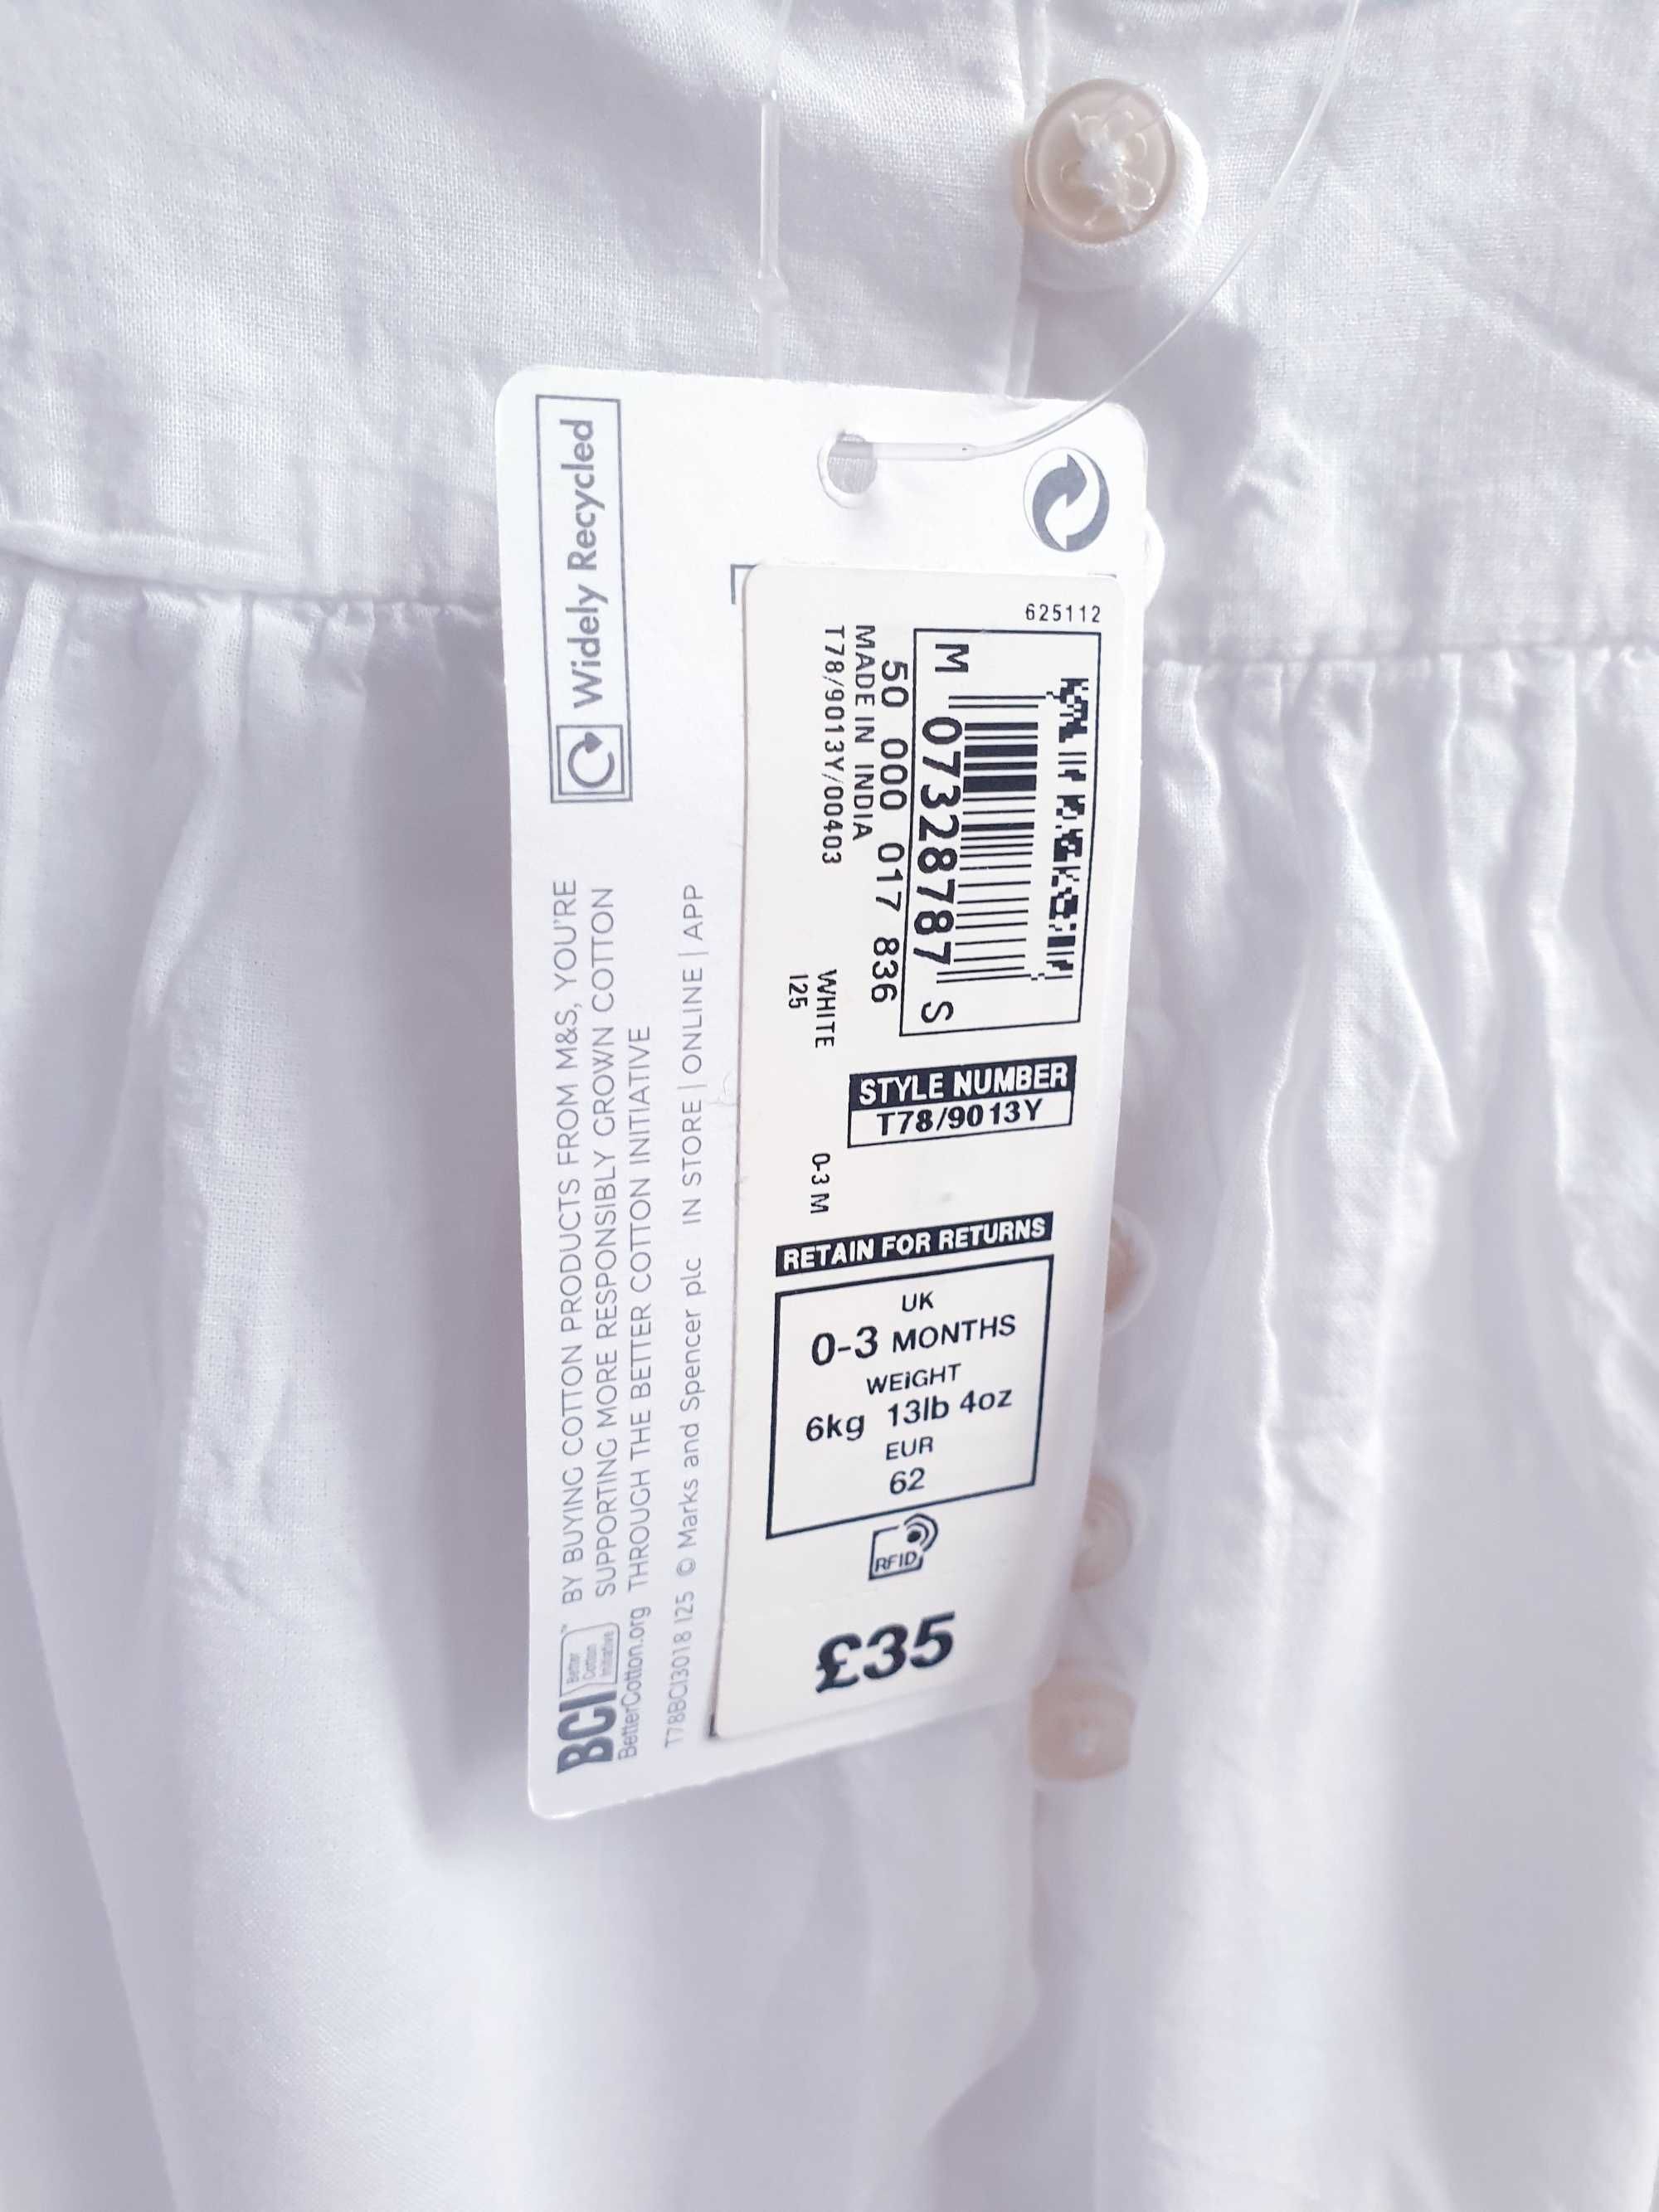 Widely Recycled
BCI
Better
Cotton
Initiative
BetterCotton.org
BY BUYING COTTON PRODUCTS FROM M&S, YOU'RE
SUPPORTING MORE RESPONSIBLY GROWN COTTON
THROUGH THE BETTER COTTON INITIATIVE
T78BCI3018 125 © Marks and Spencer plc IN STORE | ONLINE | APP
625112
M 07328787 S
50 000 017 836
MADE IN INDIA
T78/9013Y/00403
WHITE
125
0-3 M
STYLE NUMBER
T78/9013Y
RETAIN FOR RETURNS
UK
0-3 MONTHS
WEIGHT
6kg 13lb 4oz
EUR
62
RFID
£35